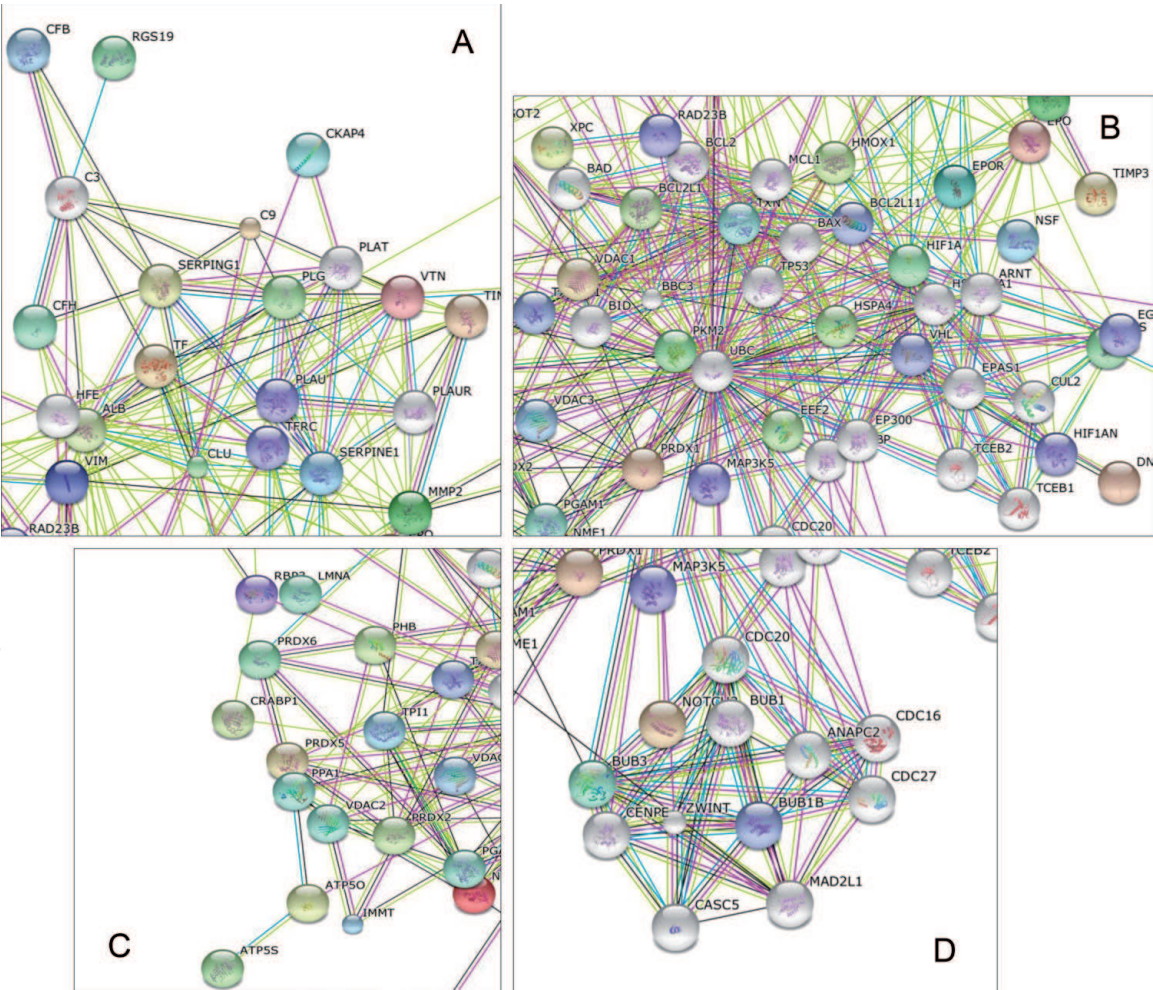 A
CFB
RGS19
CKAP4
C3
C9
PLAT
SERPING1
PLG
VTN
CFH
TF
HFE
ALB
PLAU
PLAUR
TFRC
CLU
SERPINE1
VIM
MMP2
RAD23B
B
XPC
RAD23B
BCL2
HMOX1
EPO
BAD
MCL1
EPOR
TIMP3
BCL2L1
TXN
BCL2L11
NSF
BAX
VDAC1
HIF1A
TP53
ARNT
BBC3
BID
HSPA4
VHL
PKM2
UBC
EPAS1
CUL2
VDAC3
EEF2
EP300
HIF1AN
PRDX1
MAP3K5
TCEB2
DN
TCEB1
PGAM1
NME1
CDC20
C
LMNA
PRDX6
PHB
CRABP1
TPI1
PRDX5
PPA1
VDAC2
PRDX2
ATP5O
IMMT
ATP5S
D
PRDX1
MAP3K5
TCEB2
CDC20
BUB1
CDC16
ANAPC2
BUB3
CDC27
CENPE
ZWINT
BUB1B
MAD2L1
CASC5